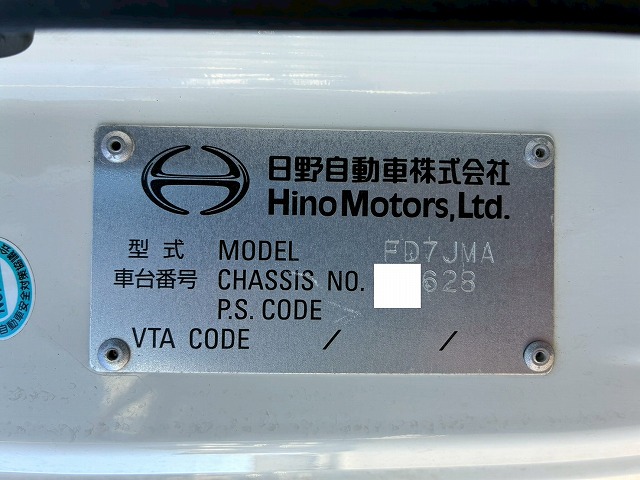 日野自動車株式会社
Hino Motors, Ltd.
型式 MODEL FD7JMA
車台番号 CHASSIS NO. 628
P.S. CODE
VTA CODE / /